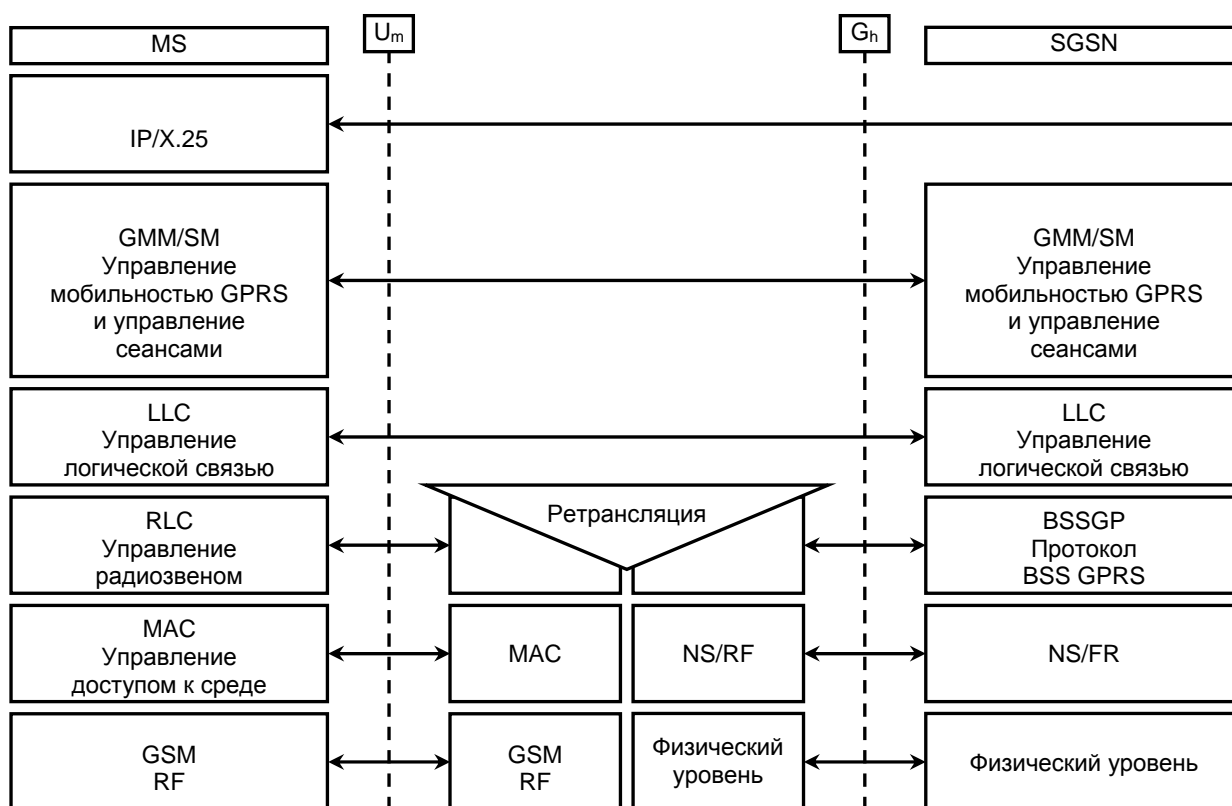 MS
Um
Gh
SGSN
IP/X.25
GMM/SM
Управление
мобильностью GPRS
и управление
сеансами
GMM/SM
Управление
мобильностью GPRS
и управление
сеансами
LLC
Управление
логической связью
LLC
Управление
логической связью
RLC
Управление
радиозвеном
Ретрансляция
BSSGP
Протокол
BSS GPRS
MAC
Управление
доступом к среде
MAC
NS/RF
NS/FR
GSM
RF
GSM
RF
Физический
уровень
Физический уровень